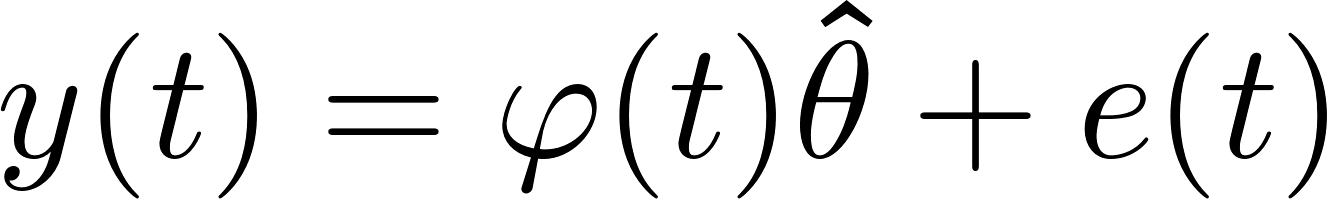 y(t) = φ(t)θ̂ + e(t)